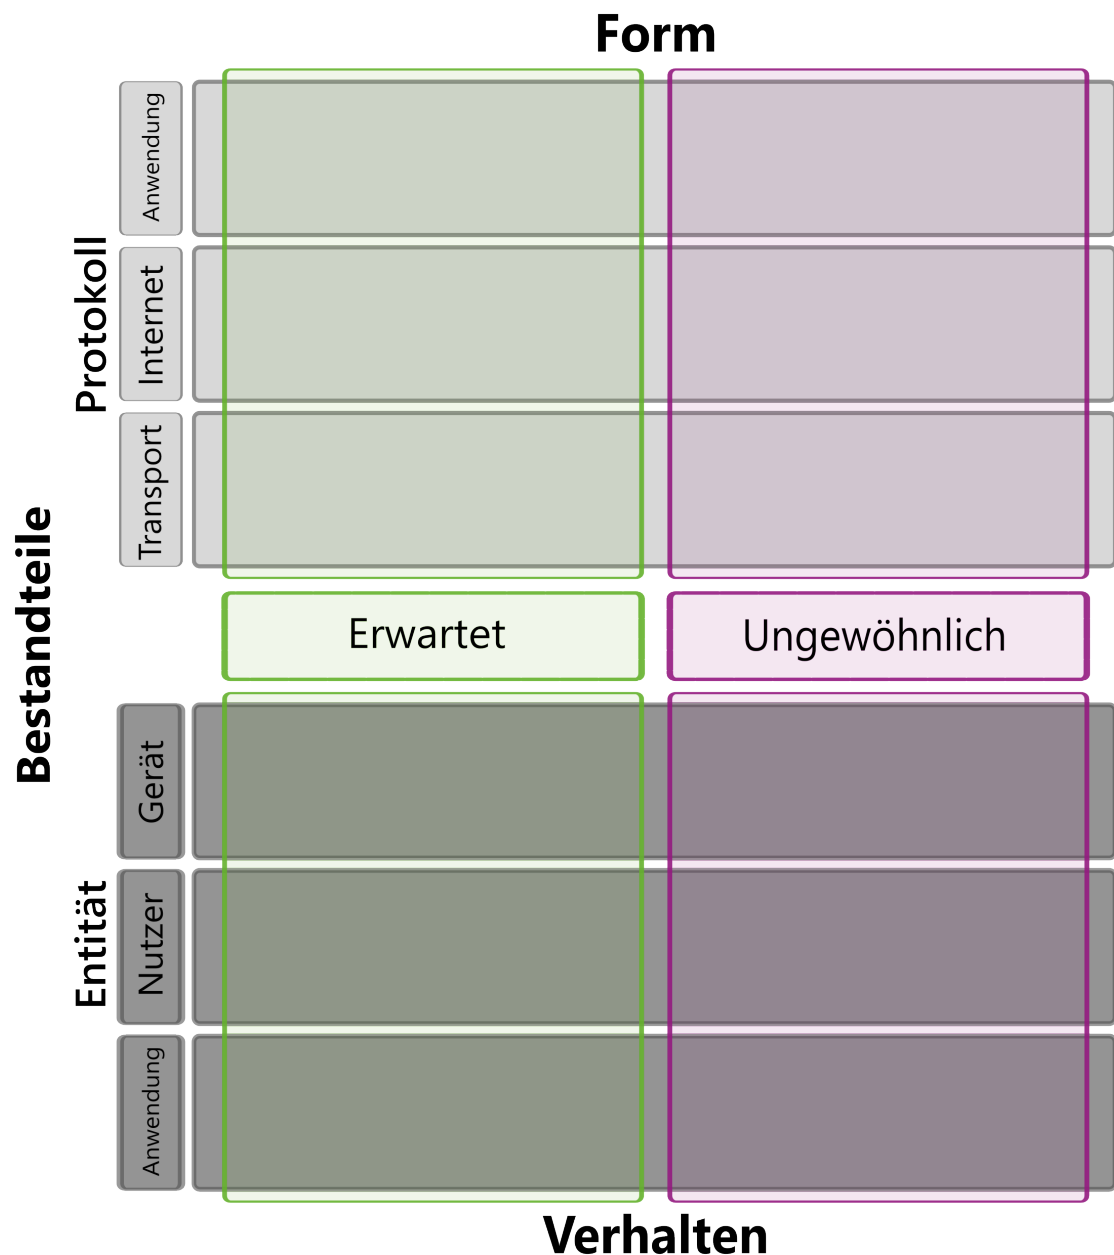 Form
Bestandteile
Protokoll
Anwendung
Internet
Transport
Erwartet
Ungewöhnlich
Entität
Gerät
Nutzer
Anwendung
Verhalten